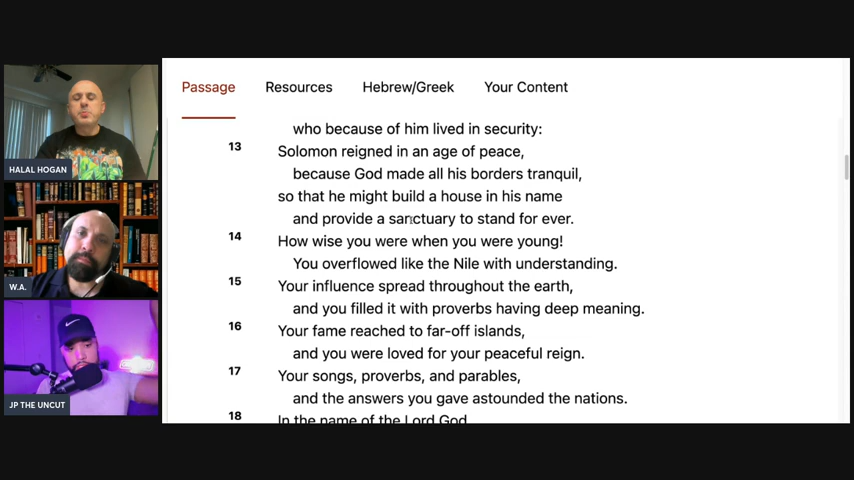 Passage
Resources
Hebrew/Greek
Your Content
who because of him lived in security:
13 Solomon reigned in an age of peace,
because God made all his borders tranquil,
so that he might build a house in his name
and provide a sanctuary to stand for ever.
14 How wise you were when you were young!
You overflowed like the Nile with understanding.
15 Your influence spread throughout the earth,
and you filled it with proverbs having deep meaning.
16 Your fame reached to far-off islands,
and you were loved for your peaceful reign.
17 Your songs, proverbs, and parables,
and the answers you gave astounded the nations.
18 In the name of the Lord God,
HALAL HOGAN
W.A.
JP THE UNCUT